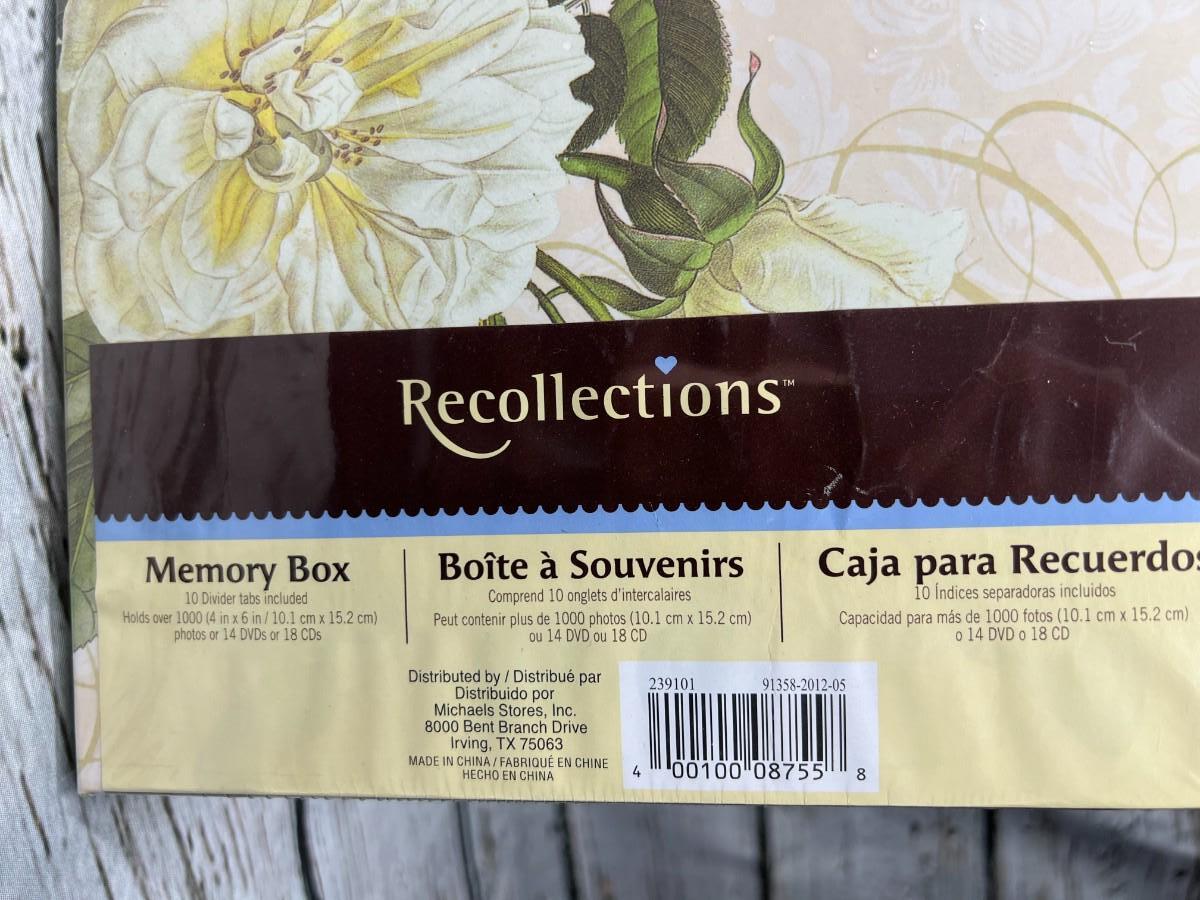 Recollections™
Memory Box
10 Divider tabs included
Holds over 1000 (4 in x 6 in / 10.1 cm x 15.2 cm)
photos or 14 DVDs or 18 CDs
Boîte à Souvenirs
Comprend 10 onglets d'intercalaires
Peut contenir plus de 1000 photos (10.1 cm x 15.2 cm)
ou 14 DVD ou 18 CD
Caja para Recuerdos
10 Índices separadoras incluidos
Capacidad para más de 1000 fotos (10.1 cm x 15.2 cm)
o 14 DVD o 18 CD
Distributed by / Distribué par
Distribuido por
Michaels Stores, Inc.
8000 Bent Branch Drive
Irving, TX 75063
MADE IN CHINA / FABRIQUÉ EN CHINE
HECHO EN CHINA
239101 91358-2012-05
4 00100 08755 8